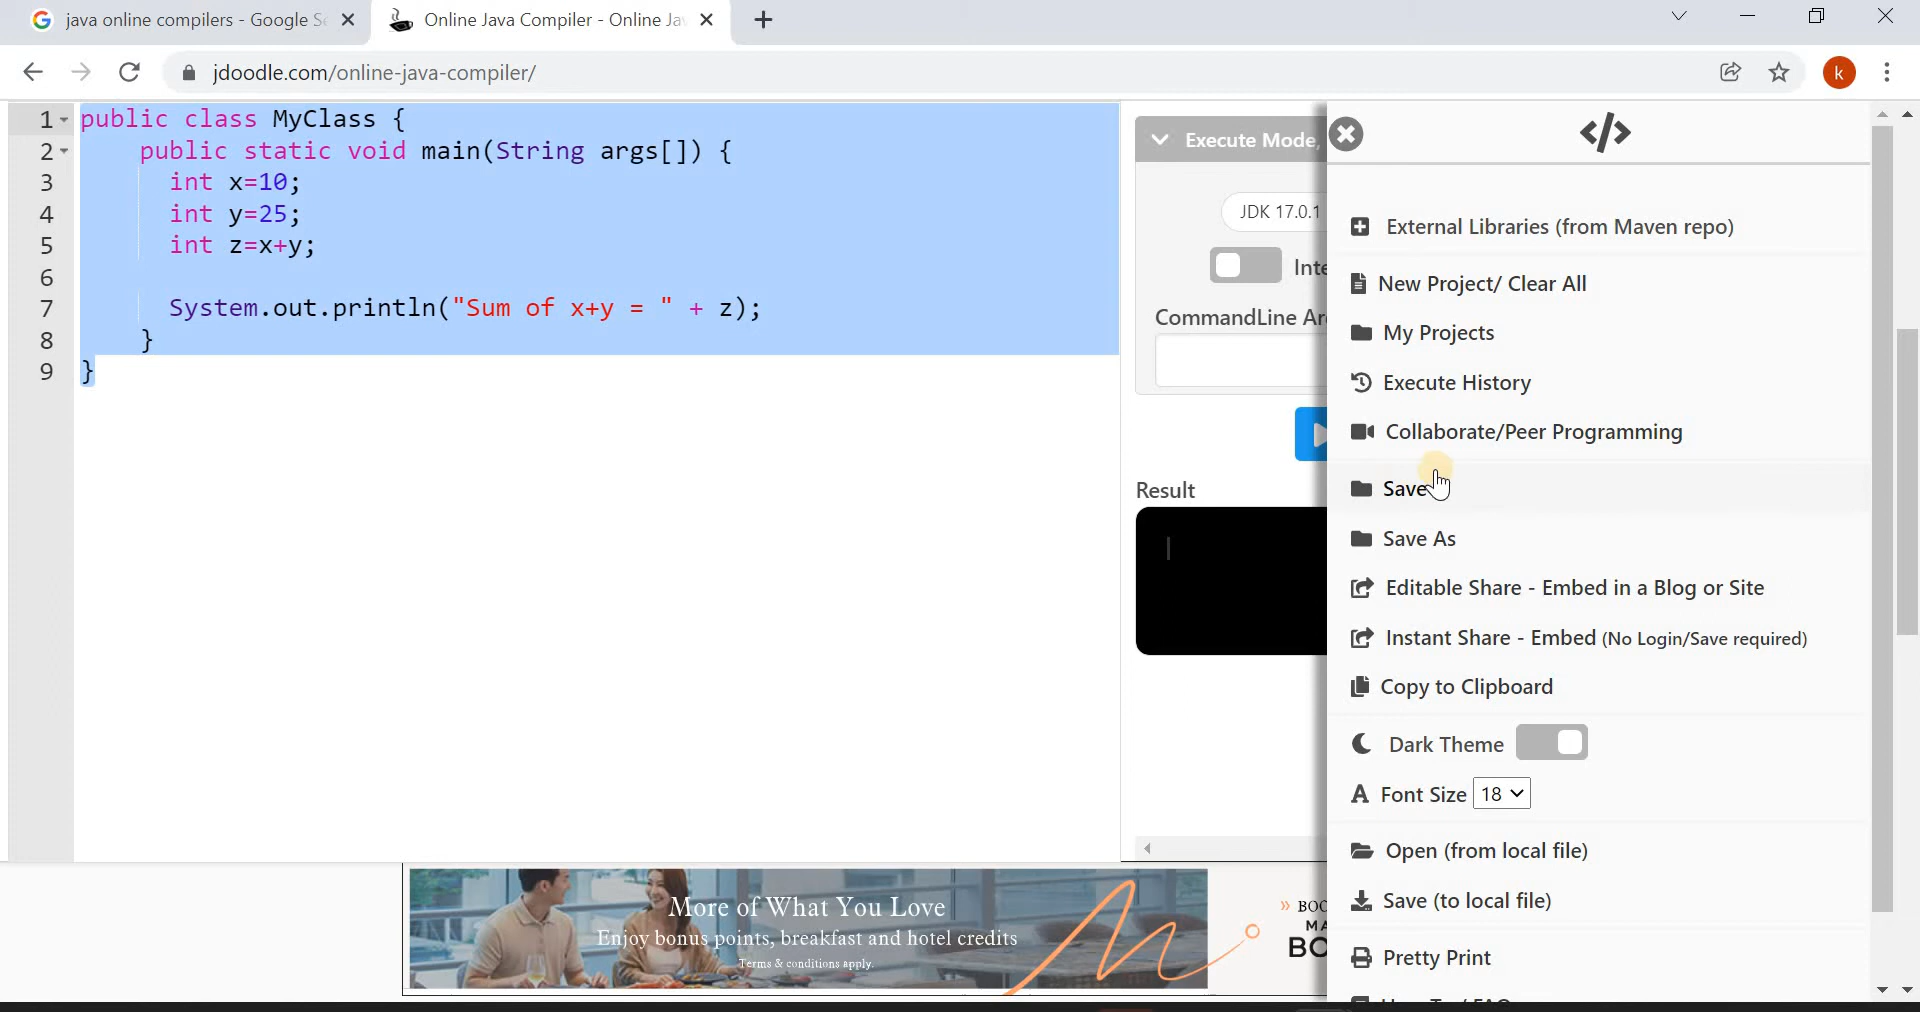 java online compilers - Google Se
Online Java Compiler - Online Ja
jdoodle.com/online-java-compiler/
k
1 public class MyClass {
2 public static void main(String args[]) {
3 int x=10;
4 int y=25;
5 int z=x+y;
6
7 System.out.println("Sum of x+y = " + z);
8 }
9 }
Execute Mode,
JDK 17.0.1
Inte
CommandLine Ar
Result
</>
External Libraries (from Maven repo)
New Project/ Clear All
My Projects
Execute History
Collaborate/Peer Programming
Save
Save As
Editable Share - Embed in a Blog or Site
Instant Share - Embed (No Login/Save required)
Copy to Clipboard
Dark Theme
A Font Size 18
Open (from local file)
Save (to local file)
Pretty Print
More of What You Love
Enjoy bonus points, breakfast and hotel credits
Terms & conditions apply.
» BOO
MA
BO